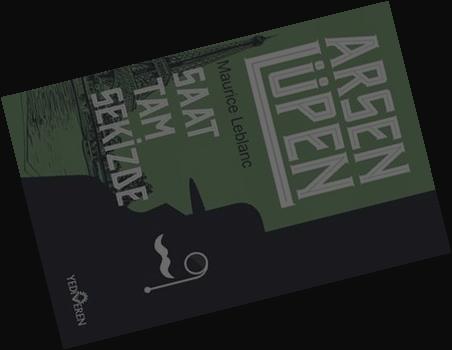 ARSEN
LÜPEN
Maurice Leblanc
SAAT
TAM
SEKİZDE
YEDİVEREN